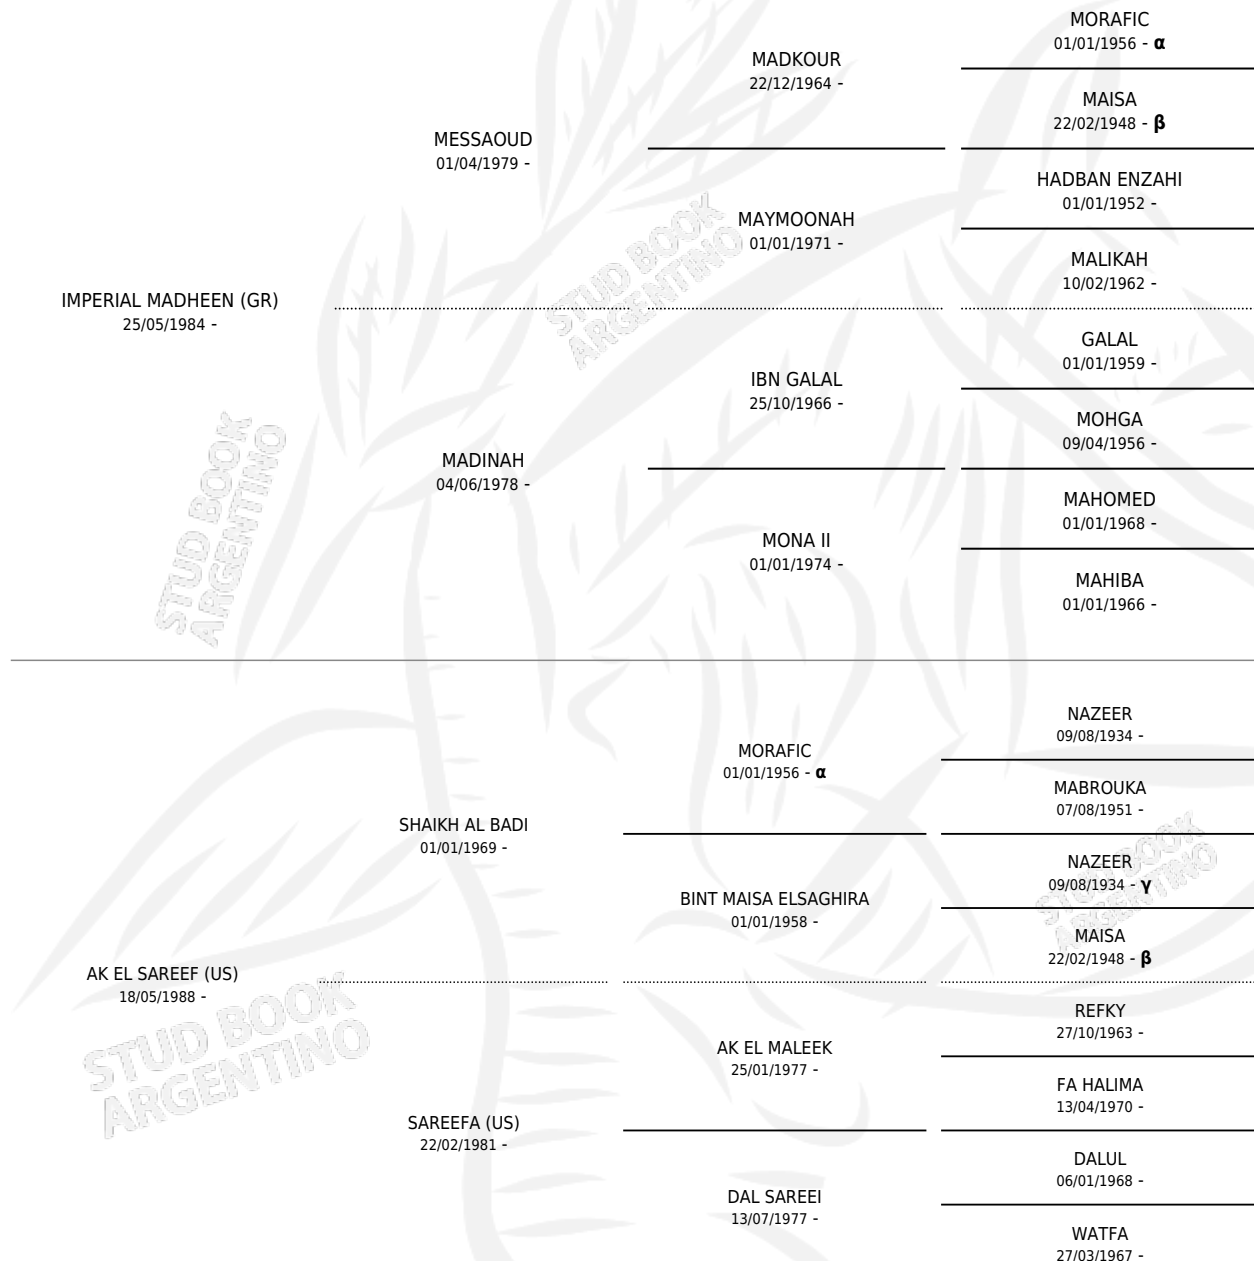 MORAFIC
01/01/1956 - α
MADKOUR
22/12/1964 -
MAISA
22/02/1948 - β
MESSAOUD
01/04/1979 -
HADBAN ENZAHI
01/01/1952 -
MAYMOONAH
01/01/1971 -
MALIKAH
10/02/1962 -
IMPERIAL MADHEEN (GR)
25/05/1984 -
GALAL
01/01/1959 -
IBN GALAL
25/10/1966 -
MOHGA
09/04/1956 -
MADINAH
04/06/1978 -
MAHOMED
01/01/1968 -
MONA II
01/01/1974 -
MAHIBA
01/01/1966 -
STUD BOOK
ARGENTINO
STUD BOOK
ARGENTINO
NAZEER
09/08/1934 -
MORAFIC
01/01/1956 - α
MABROUKA
07/08/1951 -
SHAIKH AL BADI
01/01/1969 -
NAZEER
09/08/1934 - γ
BINT MAISA ELSAGHIRA
01/01/1958 -
MAISA
22/02/1948 - β
AK EL SAREEF (US)
18/05/1988 -
REFKY
27/10/1963 -
AK EL MALEEK
25/01/1977 -
FA HALIMA
13/04/1970 -
SAREEFA (US)
22/02/1981 -
DALUL
06/01/1968 -
DAL SAREEI
13/07/1977 -
WATFA
27/03/1967 -
STUD BOOK
ARGENTINO
STUD BOOK
ARGENTINO